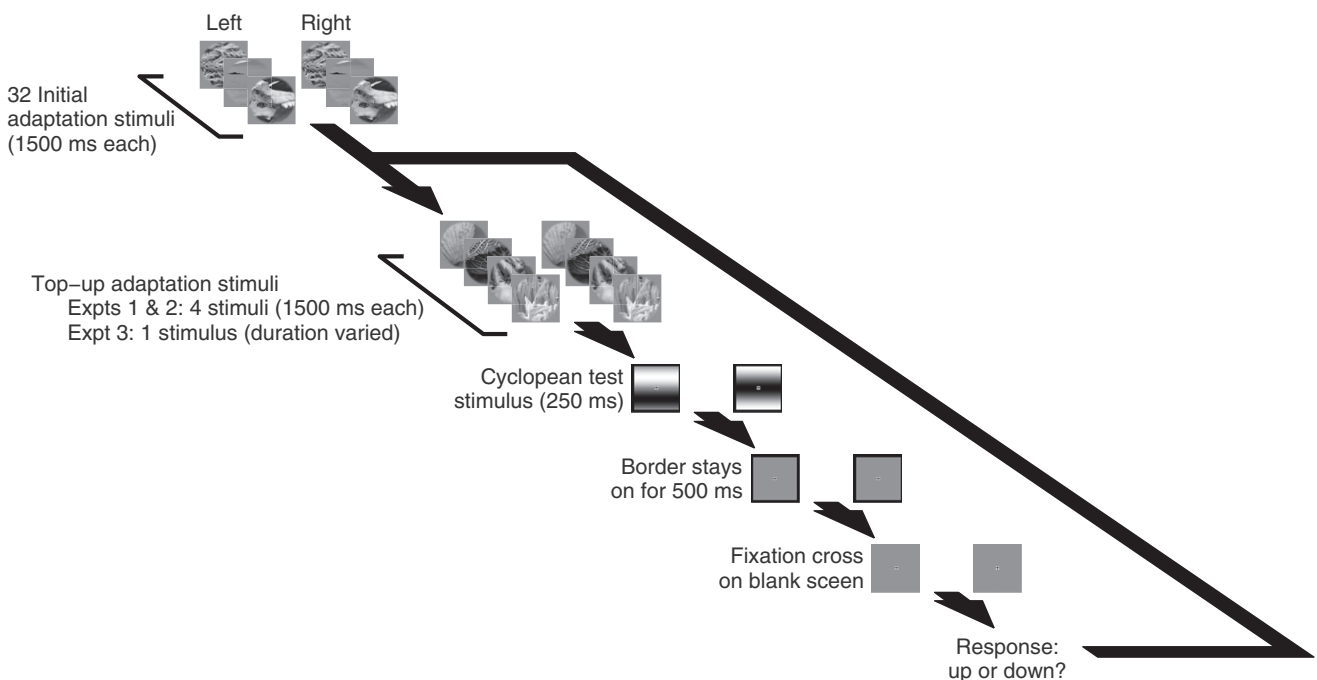 Left Right
32 Initial
adaptation stimuli
(1500 ms each)
Top−up adaptation stimuli
Expts 1 & 2: 4 stimuli (1500 ms each)
Expt 3: 1 stimulus (duration varied)
Cyclopean test
stimulus (250 ms)
Border stays
on for 500 ms
Fixation cross
on blank sceen
Response:
up or down?